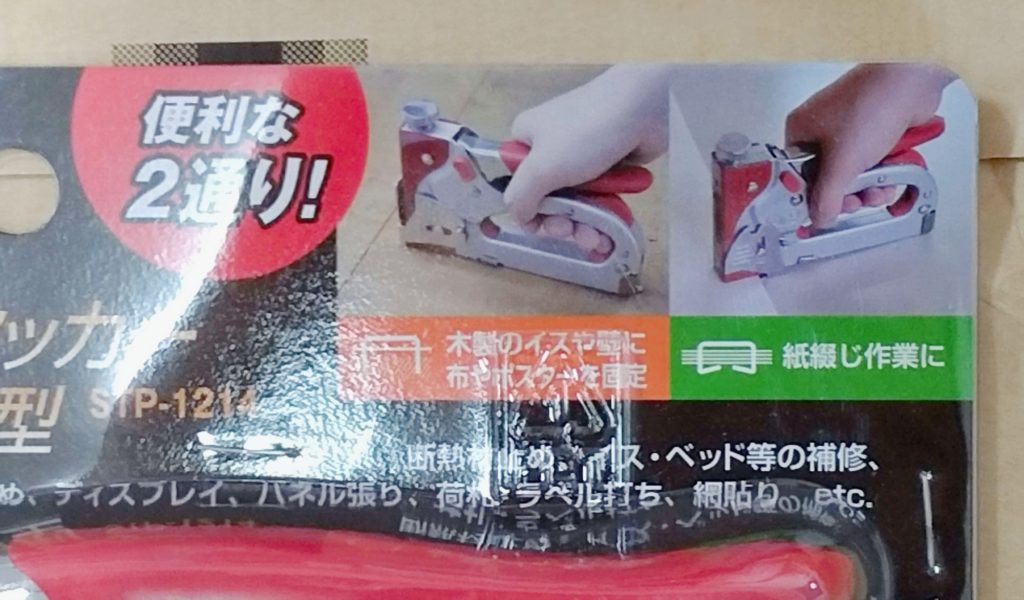 便利な
2通り!
ッカー
型 STP-1214
木製のイスや壁に
布やポスターを固定
紙綴じ作業に
断熱材止め、イス・ベッド等の補修、
め、ディスプレイ、パネル張り、荷札・ラベル打ち、網貼り etc.